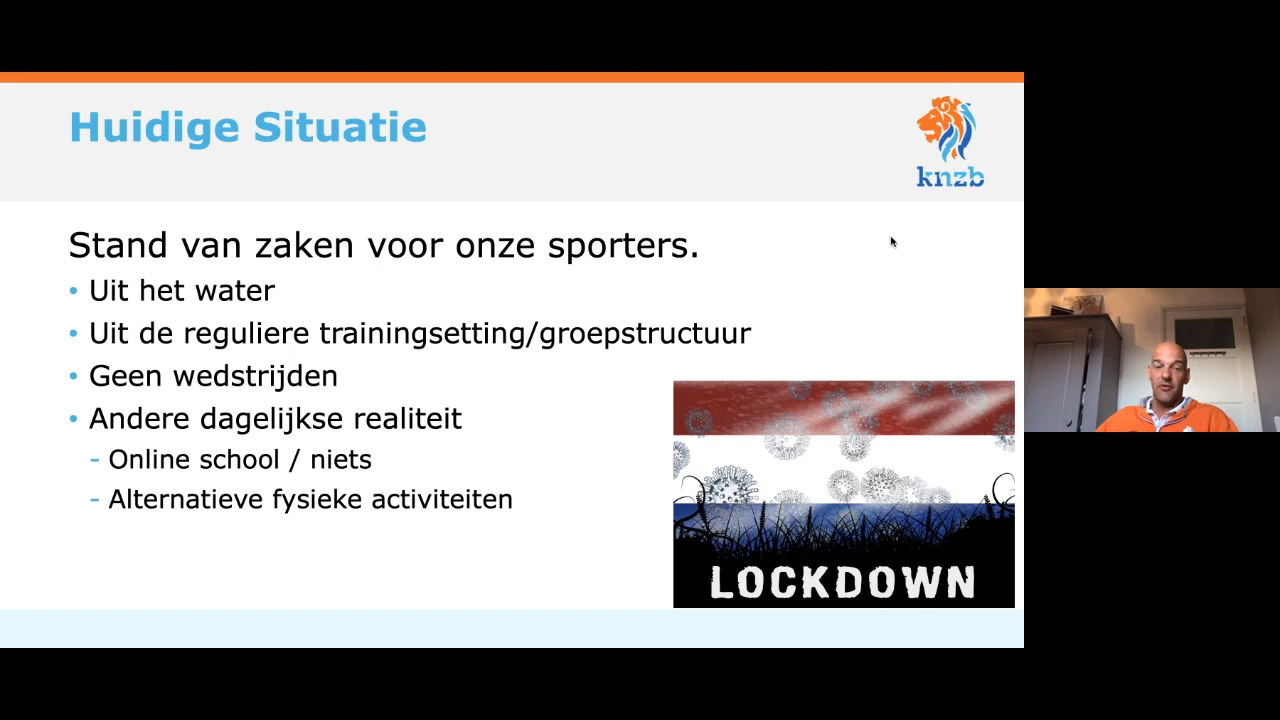 Huidige Situatie
knzb
Stand van zaken voor onze sporters.
• Uit het water
• Uit de reguliere trainingsetting/groepstructuur
• Geen wedstrijden
• Andere dagelijkse realiteit
- Online school / niets
- Alternatieve fysieke activiteiten
LOCKDOWN